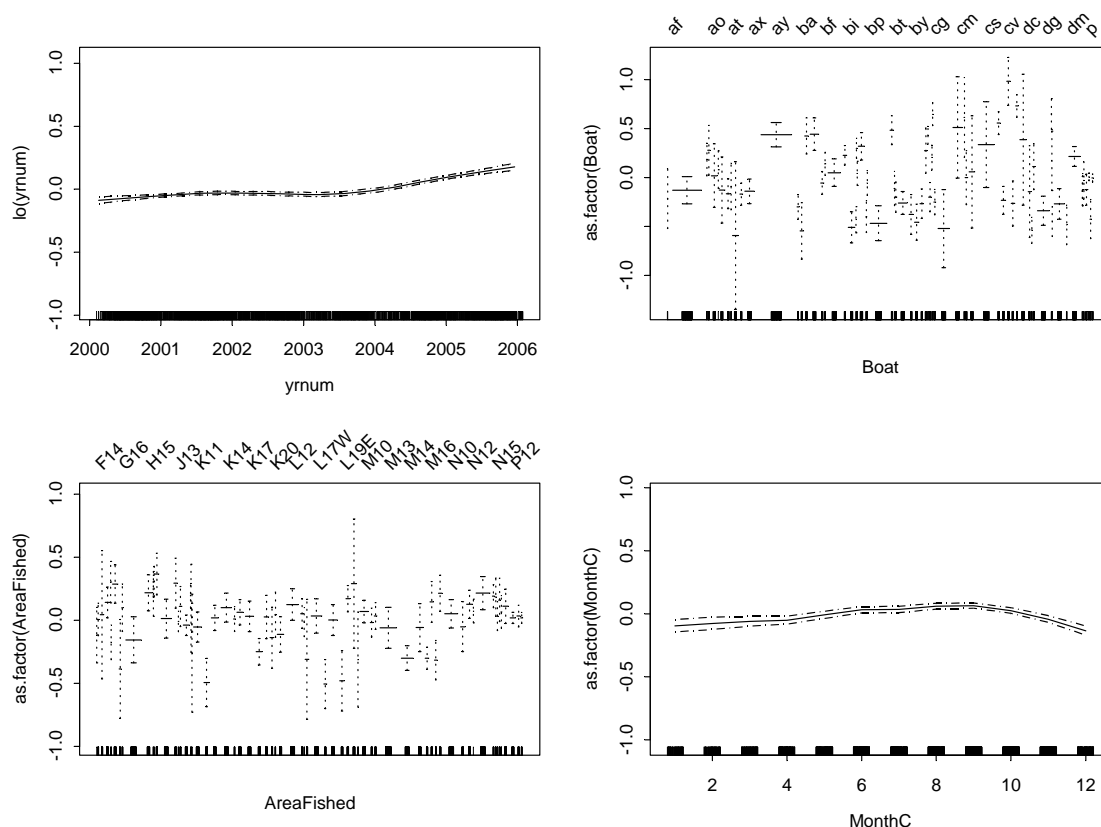 1.0
0.5
0.0
-0.5
-1.0
lo(yrnum)
2000 2001 2002 2003 2004 2005 2006
yrnum
af ao at ax ay ba bf bi bp bt by cg cm cs cv dc dg dm p
1.0
0.5
0.0
-1.0
as.factor(Boat)
Boat
F14 G16 H15 J13 K11 K14 K17 K20 L12 L17W L19E M10 M13 M14 M16 N10 N12 N15 P12
1.0
0.5
0.0
-0.5
-1.0
as.factor(AreaFished)
AreaFished
1.0
0.5
0.0
-0.5
-1.0
as.factor(MonthC)
2 4 6 8 10 12
MonthC